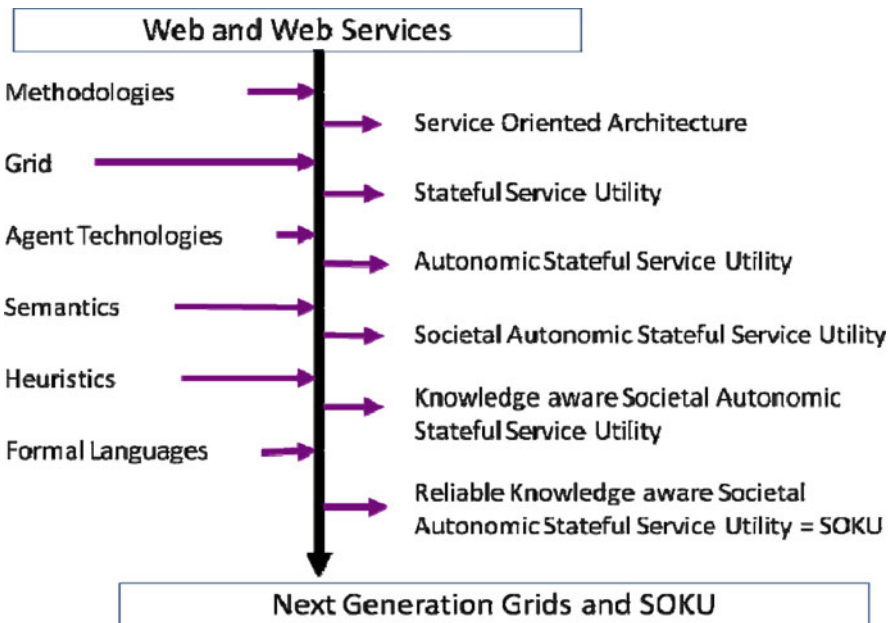 Web and Web Services
Methodologies
Service Oriented Architecture
Grid
Stateful Service Utility
Agent Technologies
Autonomic Stateful Service Utility
Semantics
Societal Autonomic Stateful Service Utility
Heuristics
Knowledge aware Societal Autonomic
Stateful Service Utility
Formal Languages
Reliable Knowledge aware Societal
Autonomic Stateful Service Utility = SOKU
Next Generation Grids and SOKU